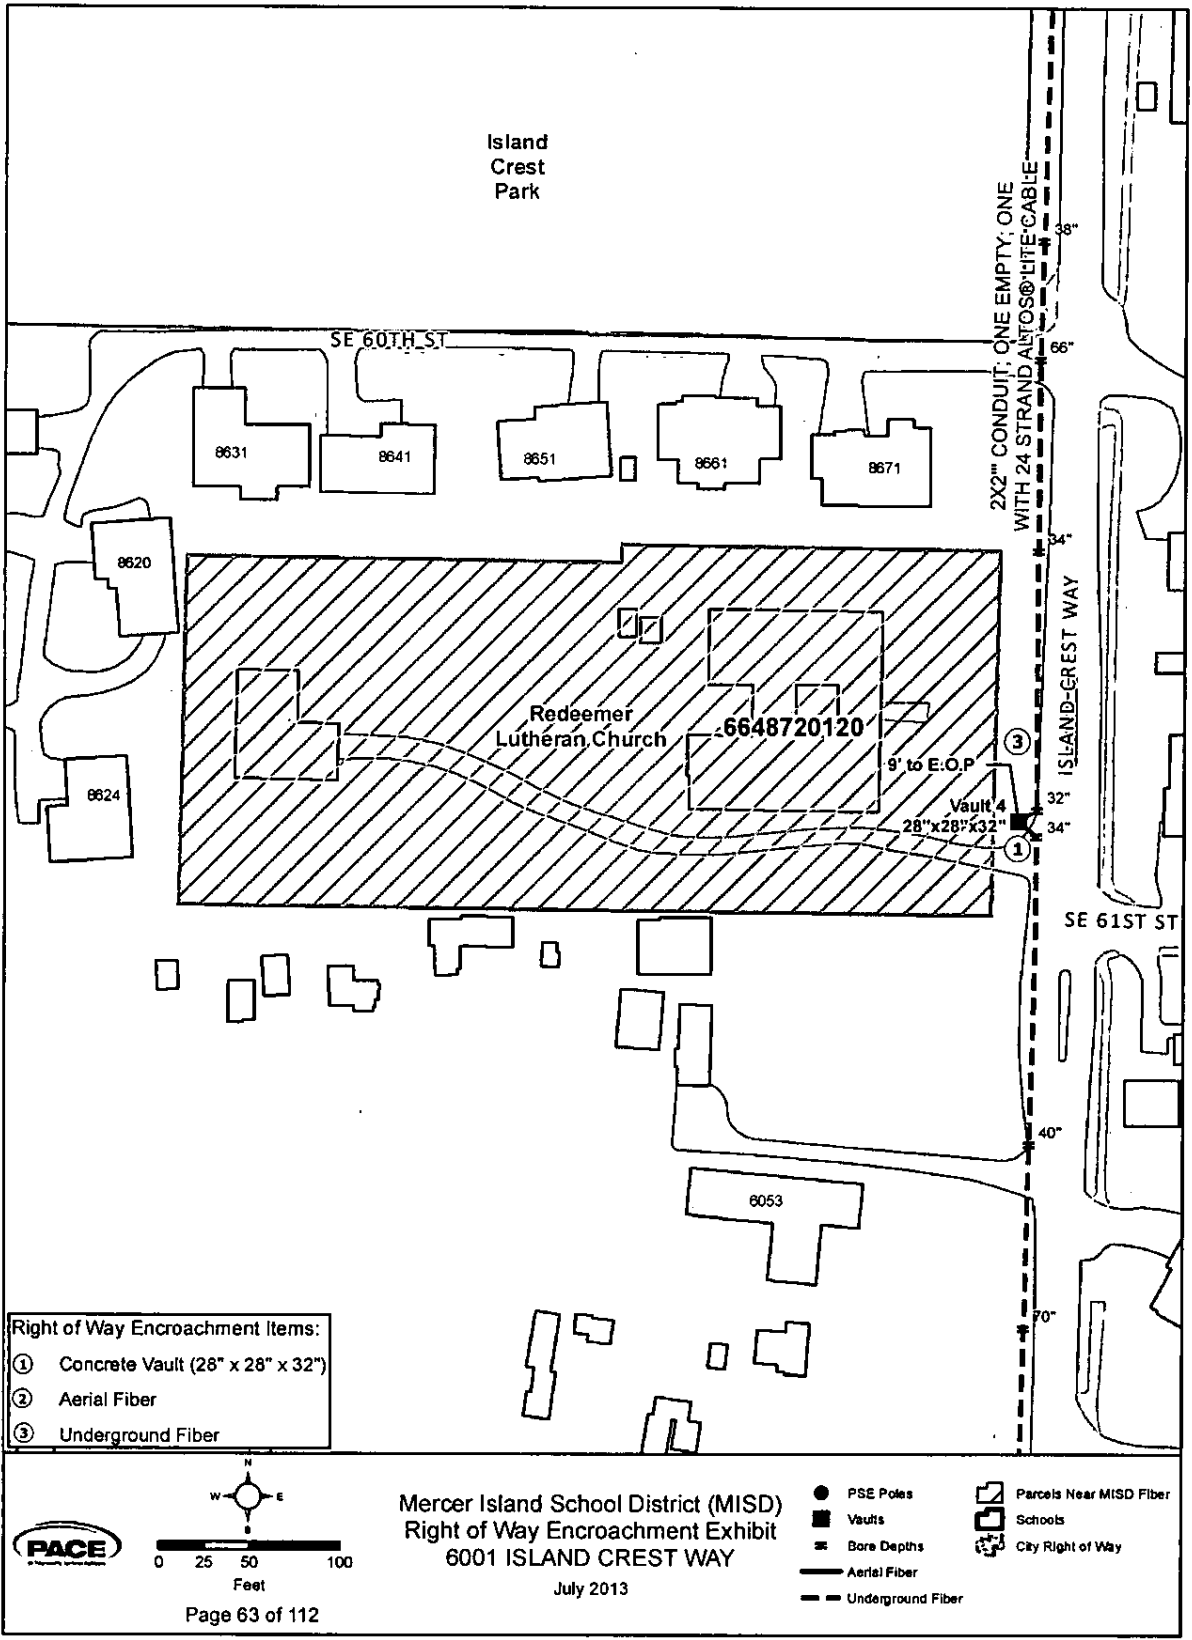 Island
Crest
Park
2X2"' CONDUIT; ONE EMPTY; ONE
WITH 24 STRAND ALTOS® LITE CABLE
38"
SE 60TH ST
66"
8631
8641
8651
8661
8671
34"
8620
ISLAND CREST WAY
Redeemer
Lutheran Church
6648720120
3
9' to E.O.P
8624
Vault 4
28"x28"x32"
32"
34"
1
SE 61ST ST
40"
6053
70"
Right of Way Encroachment Items:
1 Concrete Vault (28" x 28" x 32")
2 Aerial Fiber
3 Underground Fiber
N
W E
PACE
0 25 50 100
Feet
Page 63 of 112
Mercer Island School District (MISD)
Right of Way Encroachment Exhibit
6001 ISLAND CREST WAY
July 2013
PSE Poles
Vaults
Bore Depths
Aerial Fiber
Underground Fiber
Parcels Near MISD Fiber
Schools
City Right of Way